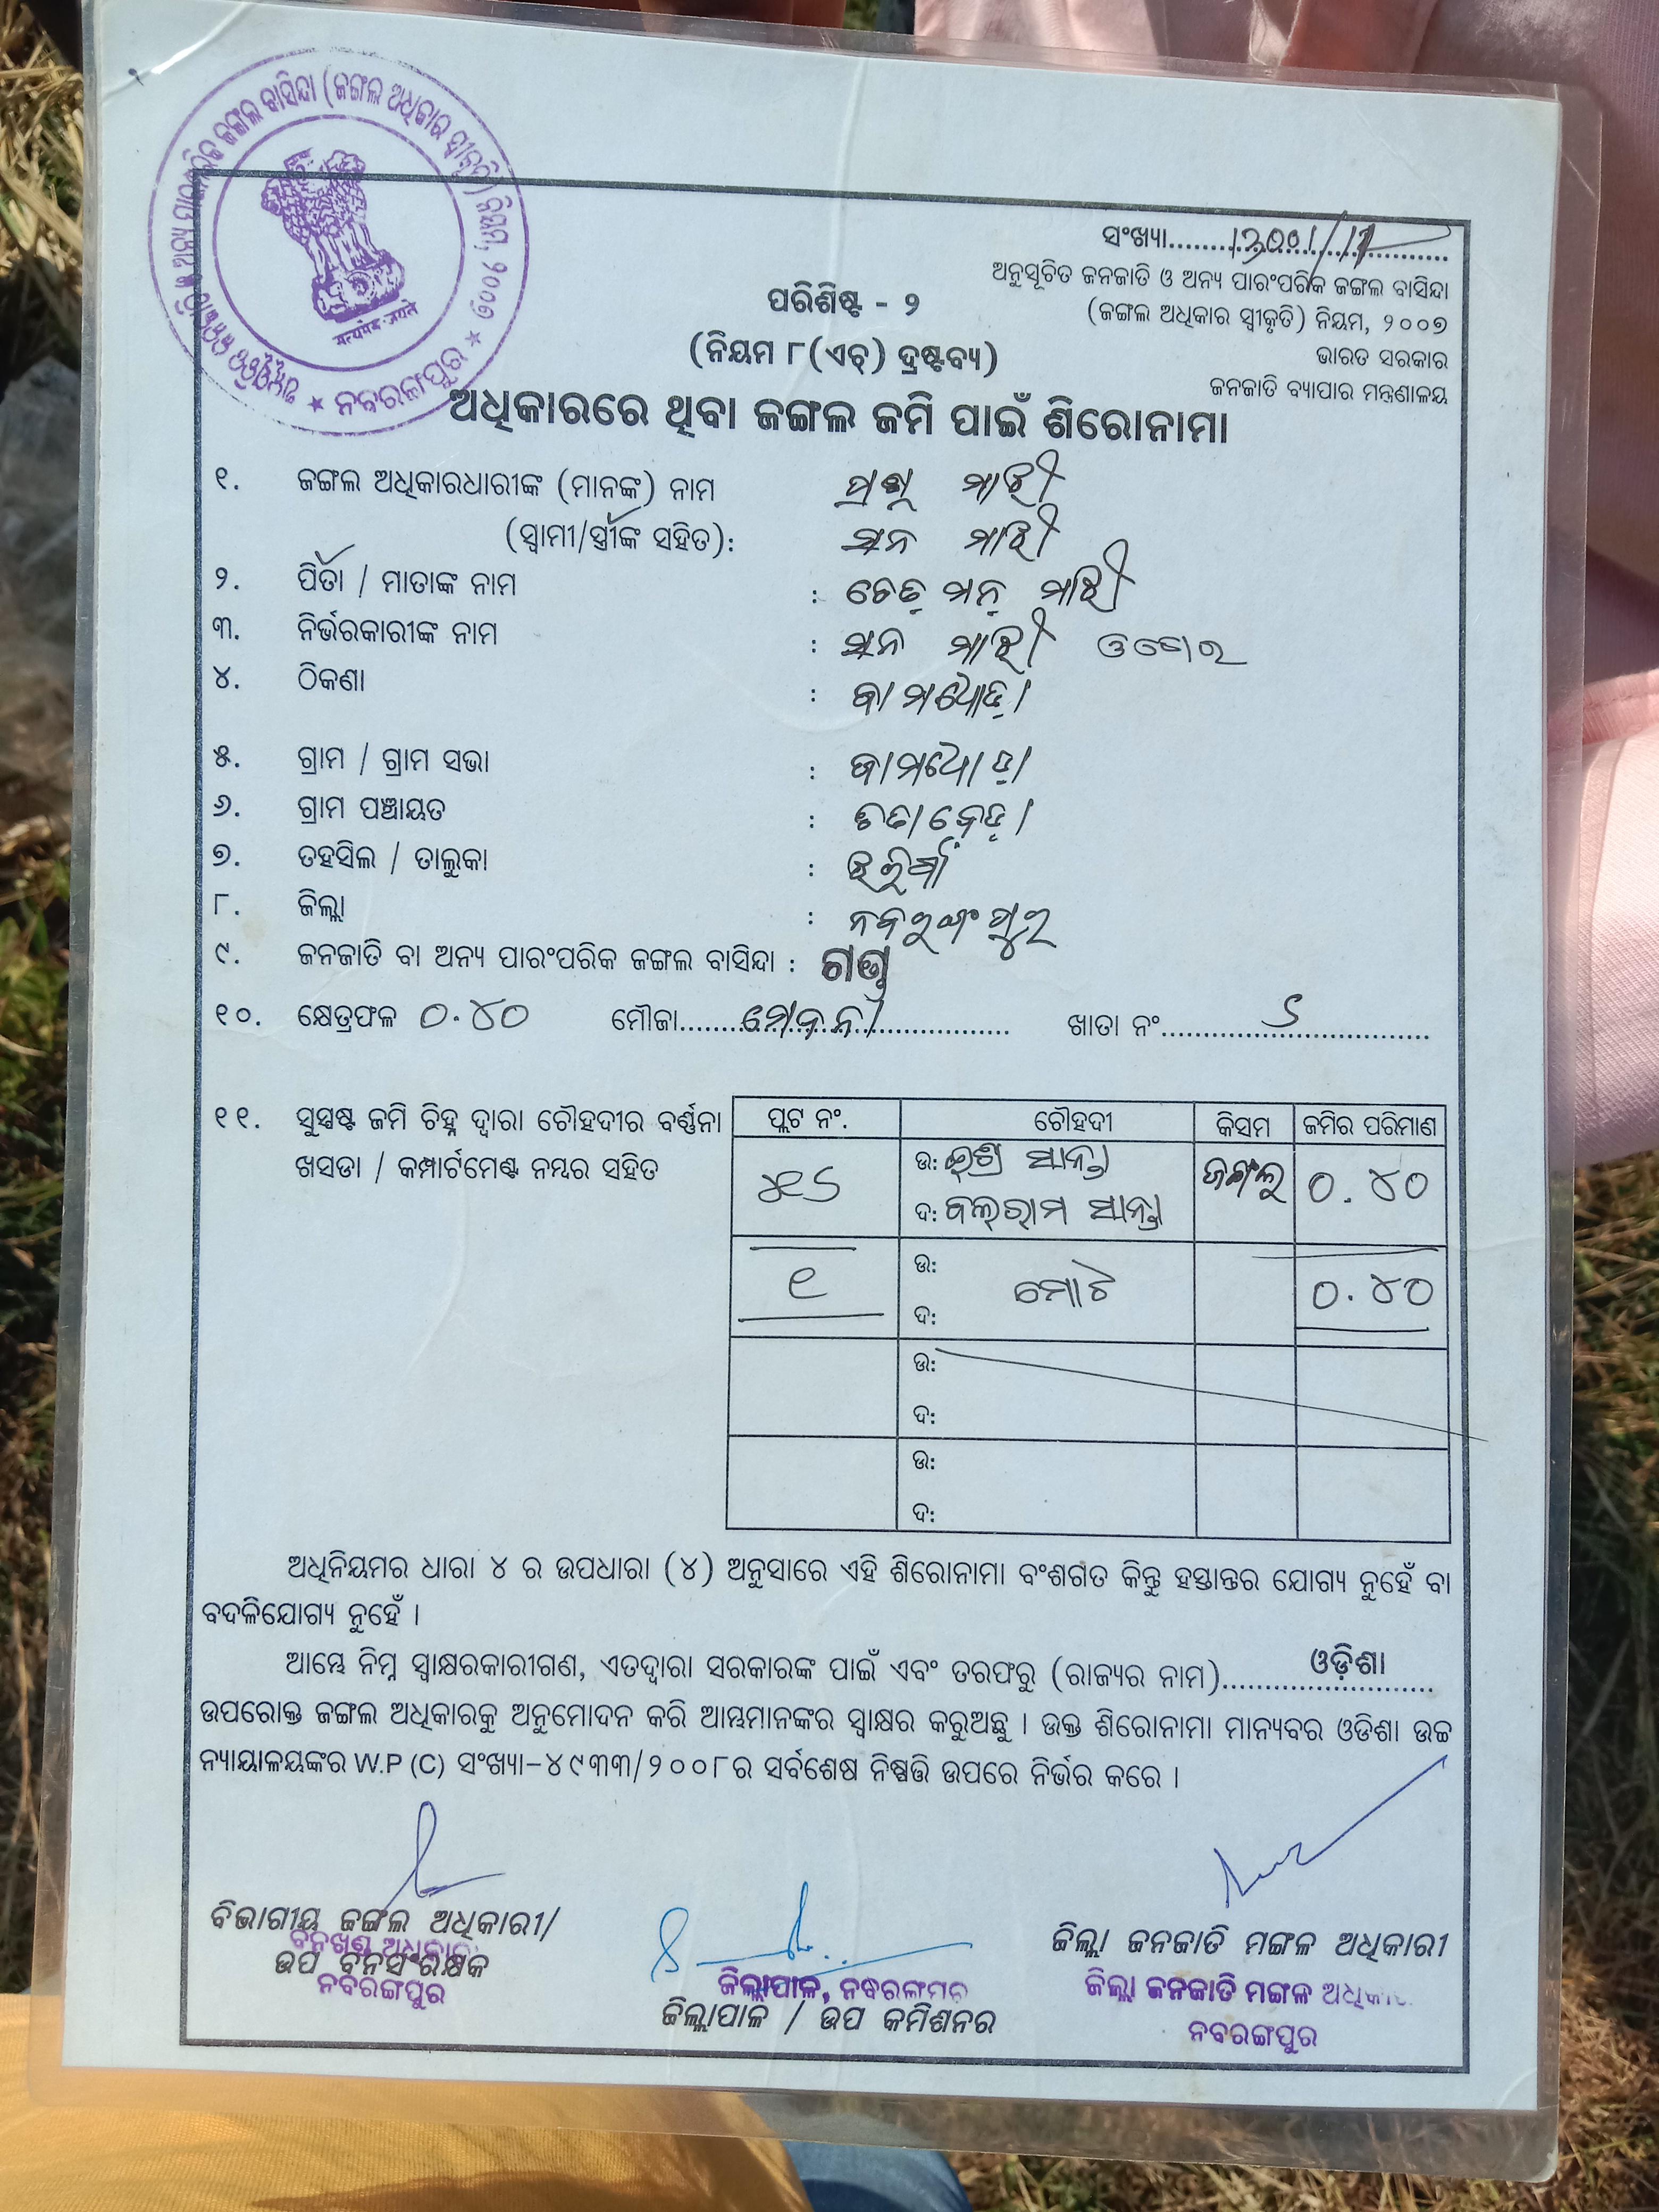 ସଂଖ୍ୟା
ଅନୁସୂଚିତ ଜନଜାତି ଓ ଅନ୍ୟ ପାରଂପରିକ ଜଙ୍ଗଲ ବାସିନ୍ଦା
(ଜଙ୍ଗଲ ଅଧିକାର ସ୍ୱୀକୃତି) ନିୟମ, ୨୦୦୭
ଭାରତ ସରକାର
ଜନଜାତି ବ୍ୟାପାର ମନ୍ତ୍ରଣାଳୟ
ପରିଶିଷ୍ଟ - ୨
(ନିୟମ ୮(ଏଚ୍) ଦ୍ରଷ୍ଟବ୍ୟ)
सत्यमेव जयते
ନବରଙ୍ଗପୁର
ଅଧିକାରରେ ଥିବା ଜଙ୍ଗଲ ଜମି ପାଇଁ ଶିରୋନାମା
୧. ଜଙ୍ଗଲ ଅଧିକାରଧାରୀଙ୍କ (ମାନଙ୍କ) ନାମ ମାଝୀ
(ସ୍ୱାମୀ/ସ୍ତ୍ରୀଙ୍କ ସହିତ): ମାଝୀ
୨. ପିତା / ମାତାଙ୍କ ନାମ : ମାଝୀ
୩. ନିର୍ଭରକାରୀଙ୍କ ନାମ : ମାଝୀ
୪. ଠିକଣା :
୫. ଗ୍ରାମ / ଗ୍ରାମ ସଭା :
୬. ଗ୍ରାମ ପଞ୍ଚାୟତ :
୭. ତହସିଲ / ତାଲୁକା :
୮. ଜିଲ୍ଲା : ନବରଙ୍ଗପୁର
୯. ଜନଜାତି ବା ଅନ୍ୟ ପାରଂପରିକ ଜଙ୍ଗଲ ବାସିନ୍ଦା : ଗଣ୍ଡ
୧୦. କ୍ଷେତ୍ରଫଳ ୦.୪୦ ମୌଜା ଖାତା ନଂ
୧୧. ସୁସ୍ପଷ୍ଟ ଜମି ଚିହ୍ନ ଦ୍ୱାରା ଚୌହଦୀର ବର୍ଣ୍ଣନା
ଖସଡା / କମ୍ପାର୍ଟମେଣ୍ଟ ନମ୍ବର ସହିତ
ପ୍ଲଟ ନଂ. ଚୌହଦୀ କିସମ ଜମିର ପରିମାଣ
ଉ: ସାନ୍ତା ଜଙ୍ଗଲ ୦.୪୦
ଦ: ବଲରାମ ସାନ୍ତା
ଉ:
୧ ମୋଟ ୦.୪୦
ଦ:
ଉ:
ଦ:
ଉ:
ଦ:
ଅଧିନିୟମର ଧାରା ୪ ର ଉପଧାରା (୪) ଅନୁସାରେ ଏହି ଶିରୋନାମା ବଂଶଗତ କିନ୍ତୁ ହସ୍ତାନ୍ତର ଯୋଗ୍ୟ ନୁହେଁ ବା
ବଦଳିଯୋଗ୍ୟ ନୁହେଁ ।
ଆମ୍ଭେ ନିମ୍ନ ସ୍ୱାକ୍ଷରକାରୀଗଣ, ଏତଦ୍ୱାରା ସରକାରଙ୍କ ପାଇଁ ଏବଂ ତରଫରୁ (ରାଜ୍ୟର ନାମ) ଓଡ଼ିଶା
ଉପରୋକ୍ତ ଜଙ୍ଗଲ ଅଧିକାରକୁ ଅନୁମୋଦନ କରି ଆମ୍ଭମାନଙ୍କର ସ୍ୱାକ୍ଷର କରୁଅଛୁ । ଉକ୍ତ ଶିରୋନାମା ମାନ୍ୟବର ଓଡିଶା ଉଚ୍ଚ
ନ୍ୟାୟାଳୟଙ୍କର W.P (C) ସଂଖ୍ୟା-୪୯୩୩/୨୦୦୮ର ସର୍ବଶେଷ ନିଷ୍ପତ୍ତି ଉପରେ ନିର୍ଭର କରେ ।
ବିଭାଗୀୟ ଜଙ୍ଗଲ ଅଧିକାରୀ/
ଉପ ବନସଂରକ୍ଷକ
ନବରଙ୍ଗପୁର
ଜିଲ୍ଲାପାଳ, ନବରଙ୍ଗପୁର
ଜିଲ୍ଲାପାଳ / ଉପ କମିଶନର
ଜିଲ୍ଲା ଜନଜାତି ମଙ୍ଗଳ ଅଧିକାରୀ
ଜିଲ୍ଲା ଜନଜାତି ମଙ୍ଗଳ
ନବରଙ୍ଗପୁର